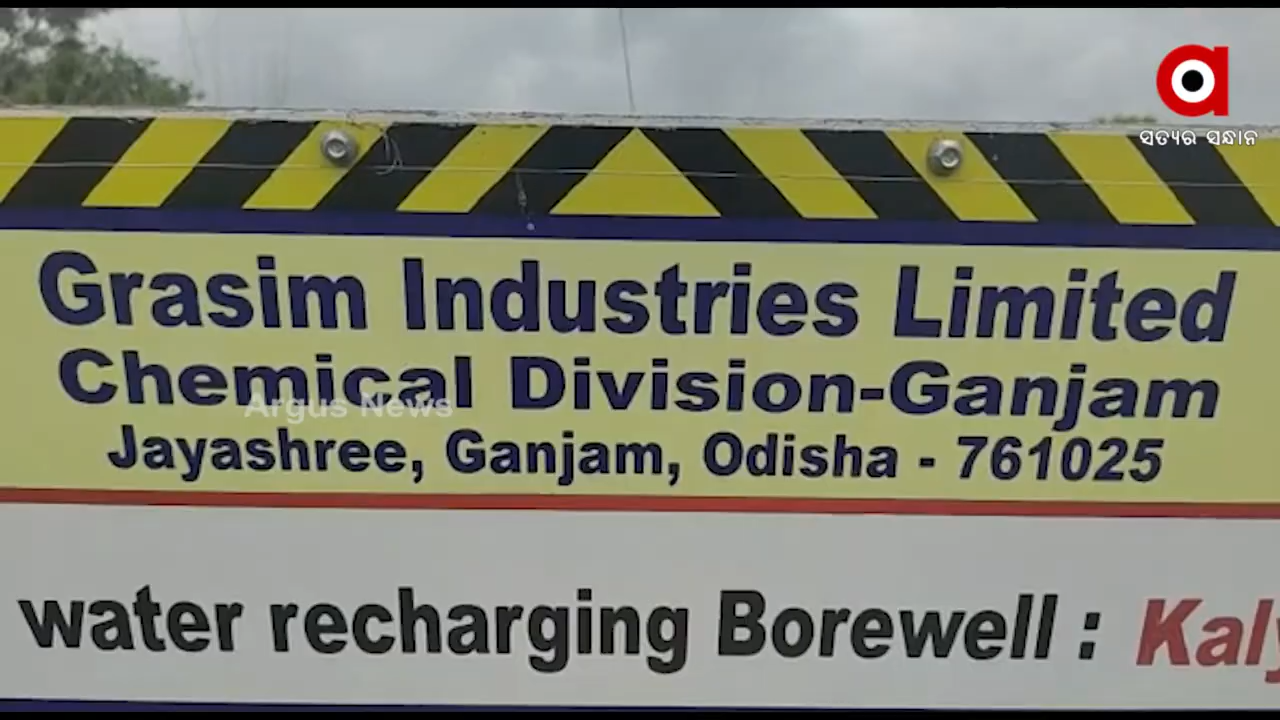 ସତ୍ୟର ସନ୍ଧାନ
Grasim Industries Limited
Chemical Division-Ganjam
Argus News
Jayashree, Ganjam, Odisha - 761025
water recharging Borewell :